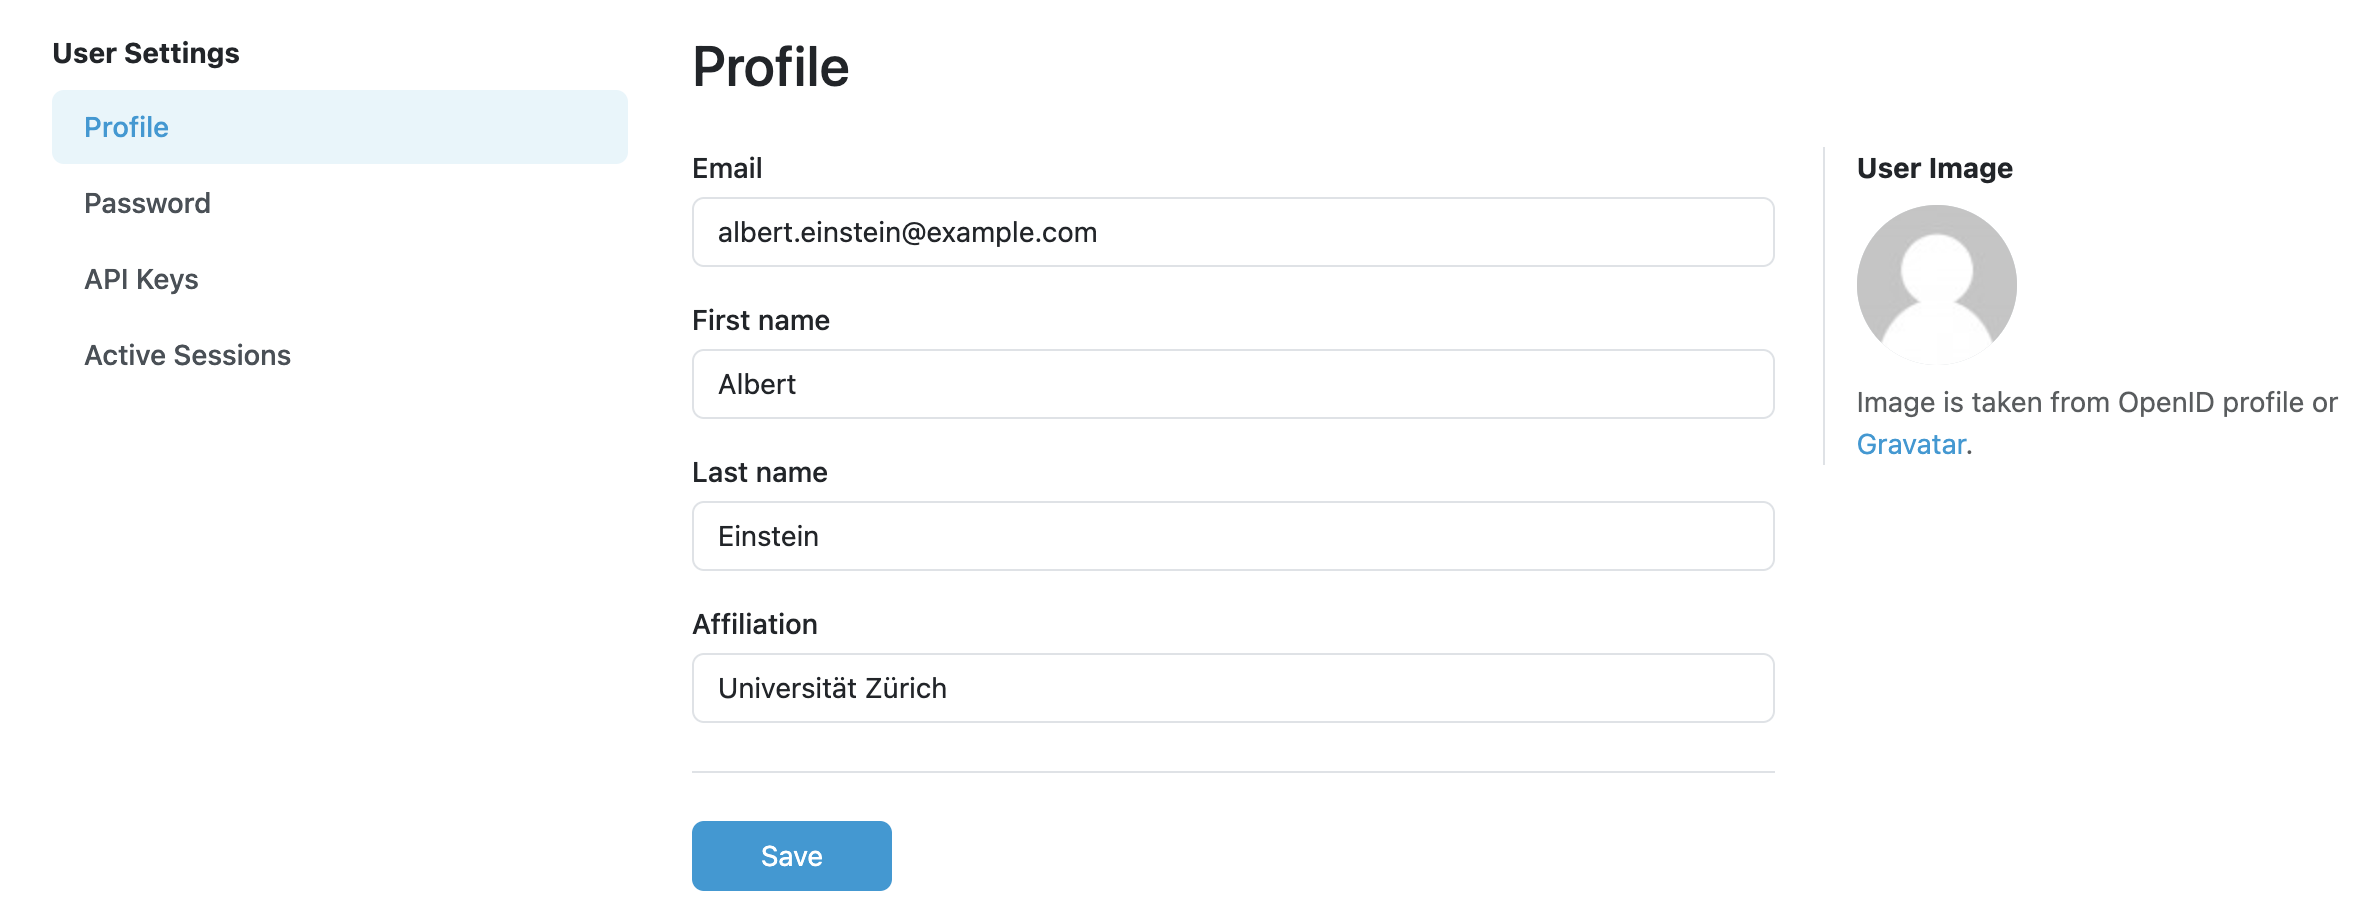 User Settings
Profile
Password
API Keys
Active Sessions
Profile
Email
albert.einstein@example.com
First name
Albert
Last name
Einstein
Affiliation
Universität Zürich
Save
User Image
Image is taken from OpenID profile or
Gravatar.